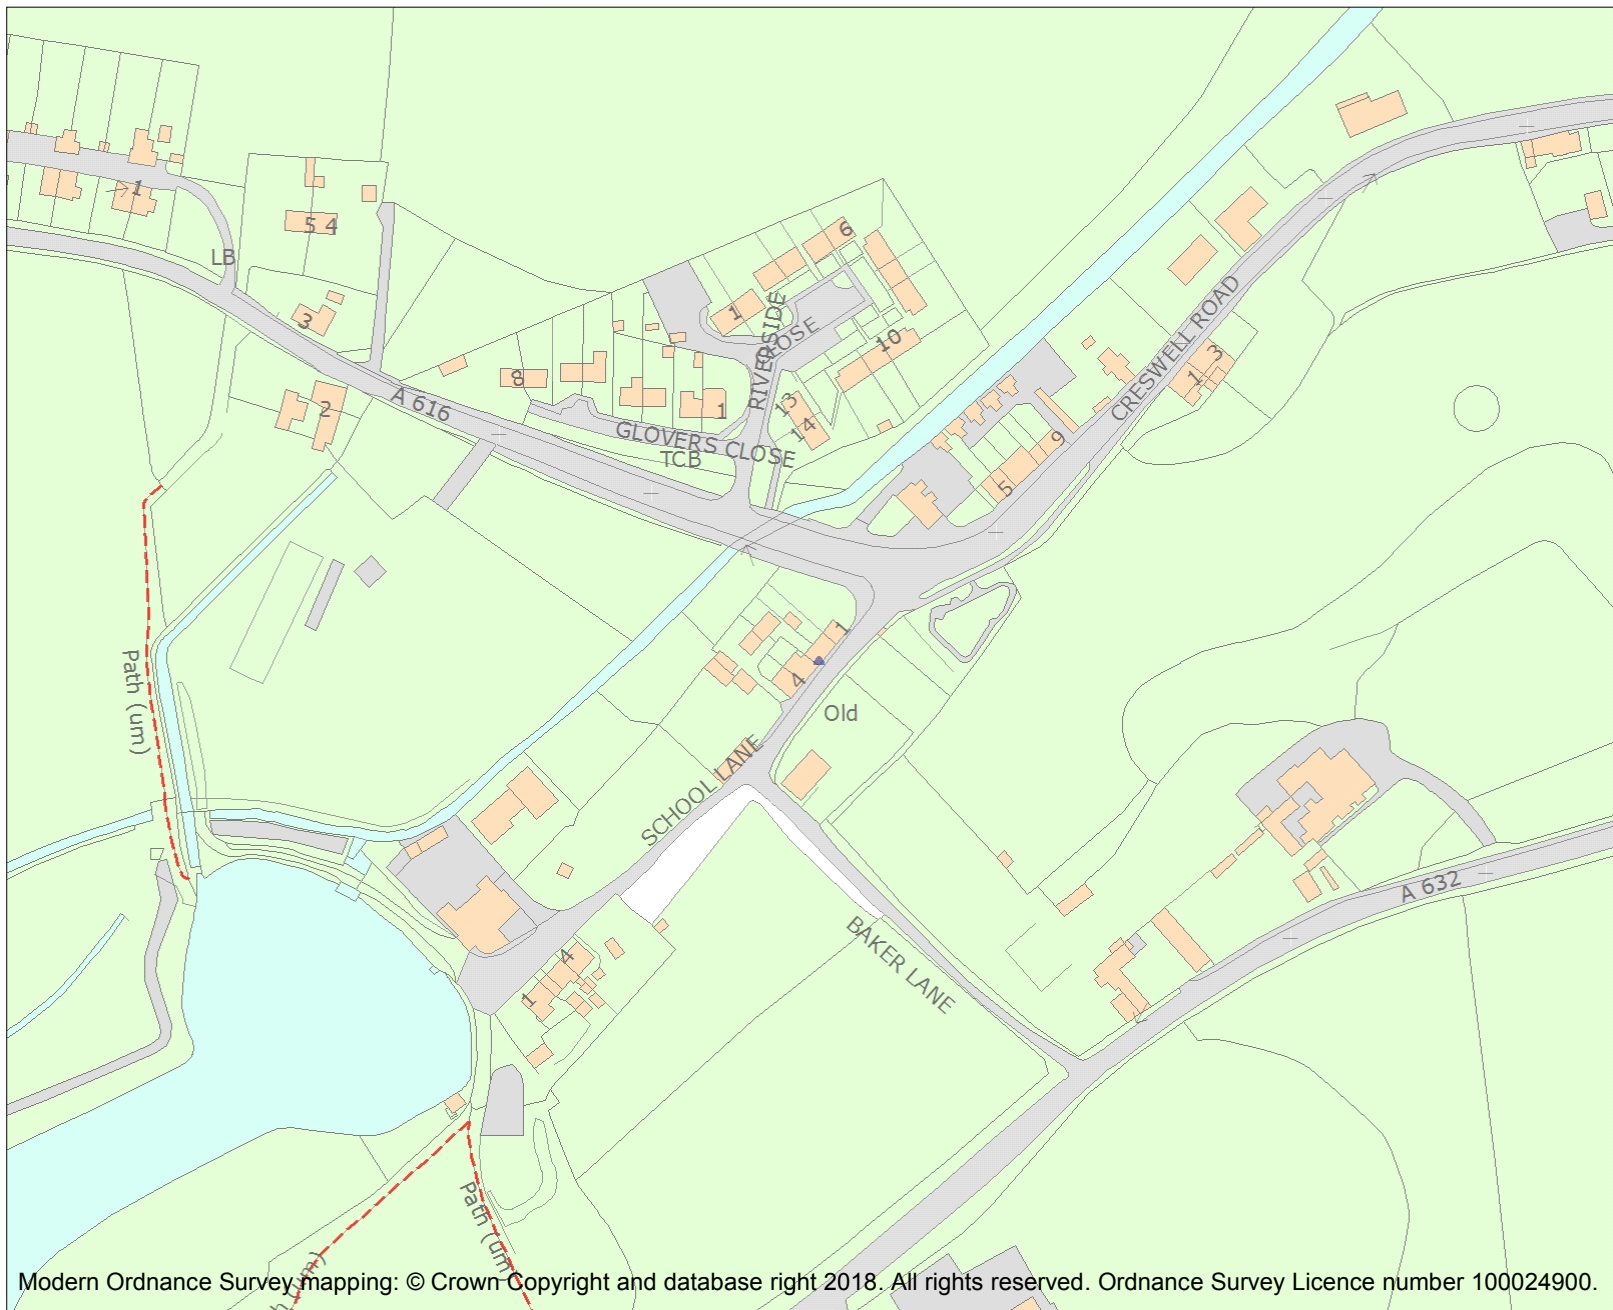 1
5 4
LB
3
6
1
RIVERSIDE
CLOSE
10
8
2
A 616
1
13
14
GLOVERS CLOSE
TCB
CRESWELL ROAD
3
1
9
5
Path (um)
1
4
Old
SCHOOL LANE
A 632
BAKER LANE
4
1
Path (um)
Path (um)
Modern Ordnance Survey mapping: © Crown Copyright and database right 2018. All rights reserved. Ordnance Survey Licence number 100024900.